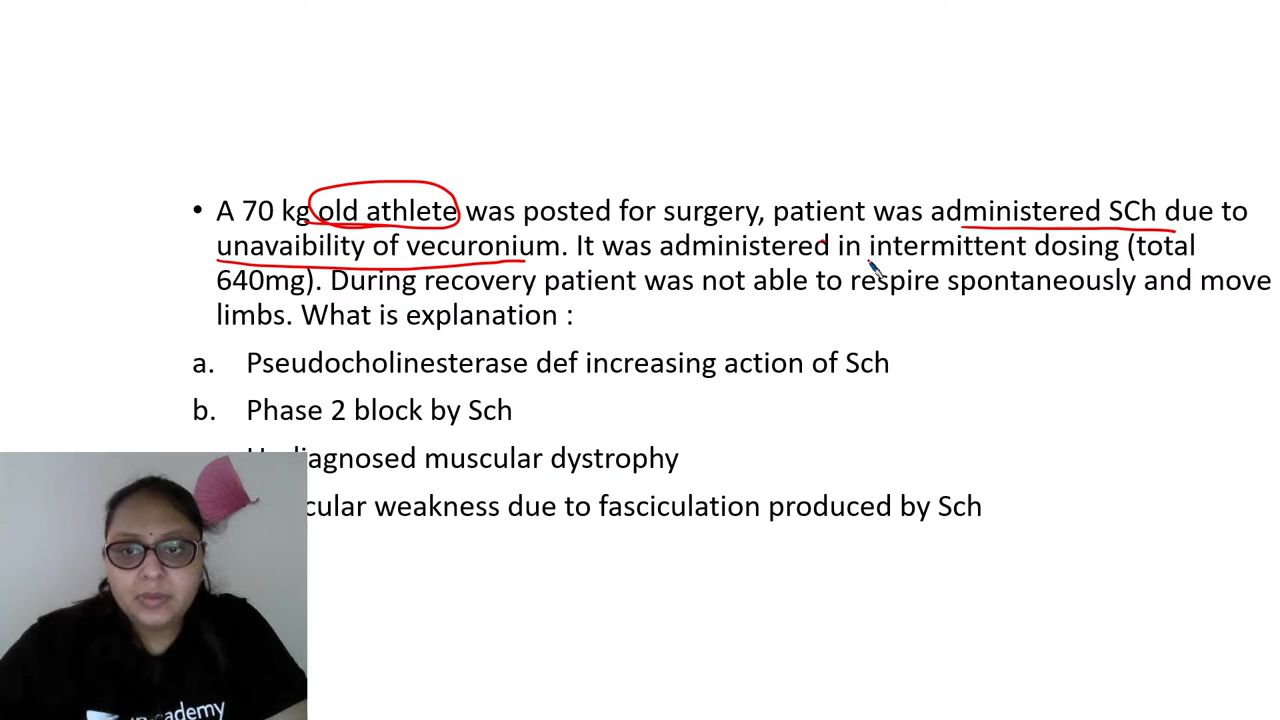 • A 70 kg old athlete was posted for surgery, patient was administered SCh due to
unavaibility of vecuronium. It was administered in intermittent dosing (total
640mg). During recovery patient was not able to respire spontaneously and move
limbs. What is explanation :
a. Pseudocholinesterase def increasing action of Sch
b. Phase 2 block by Sch
muscular dystrophy
weakness due to fasciculation produced by Sch